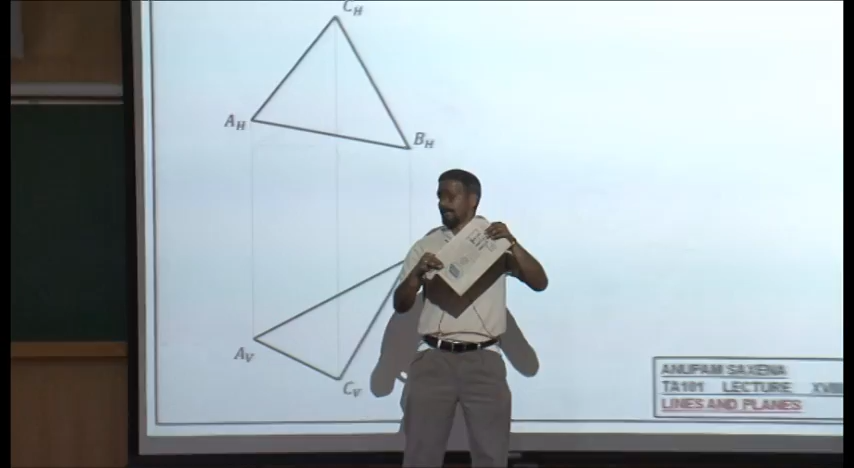 C_H
A_H
B_H
A_V
C_V
ANUPAM SAXENA
TA101 LECTURE XVIII
LINES AND PLANES